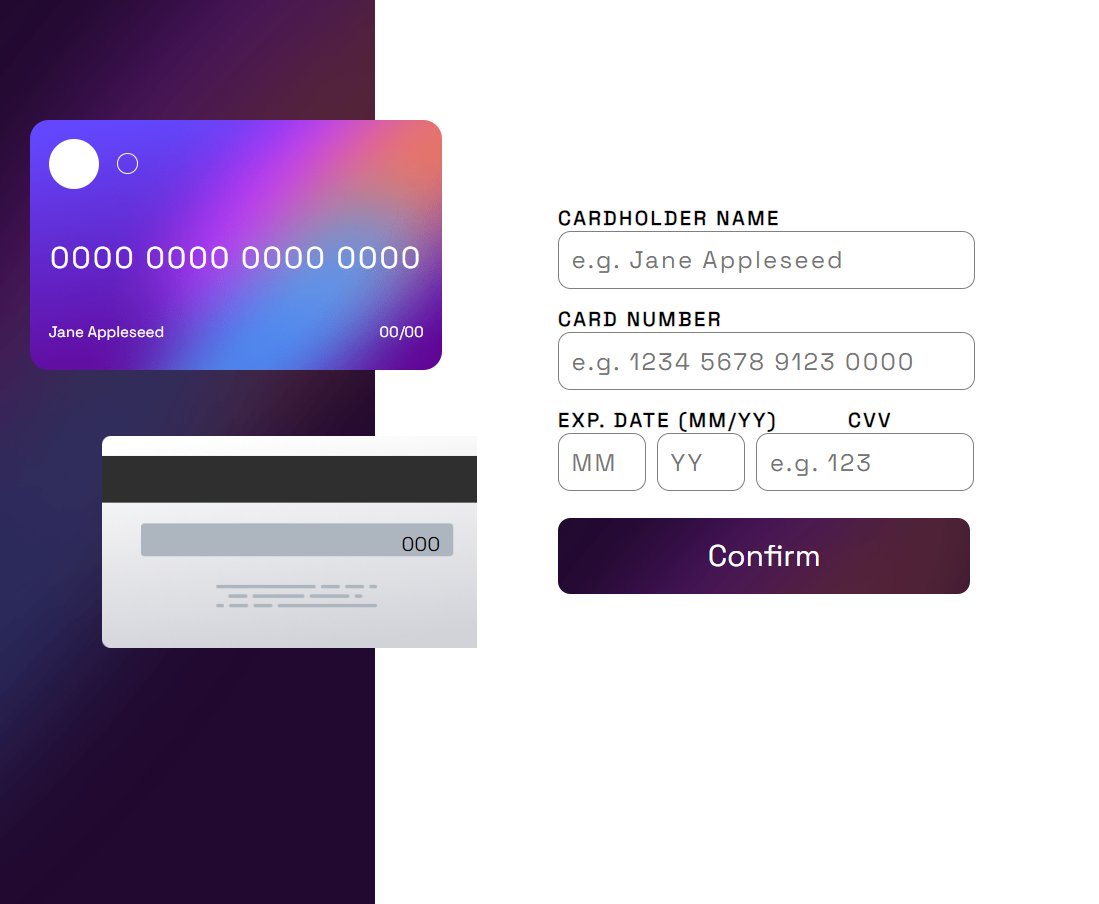 0000 0000 0000 0000
Jane Appleseed 00/00
000
CARDHOLDER NAME
e.g. Jane Appleseed
CARD NUMBER
e.g. 1234 5678 9123 0000
EXP. DATE (MM/YY) CVV
MM YY e.g. 123
Confirm